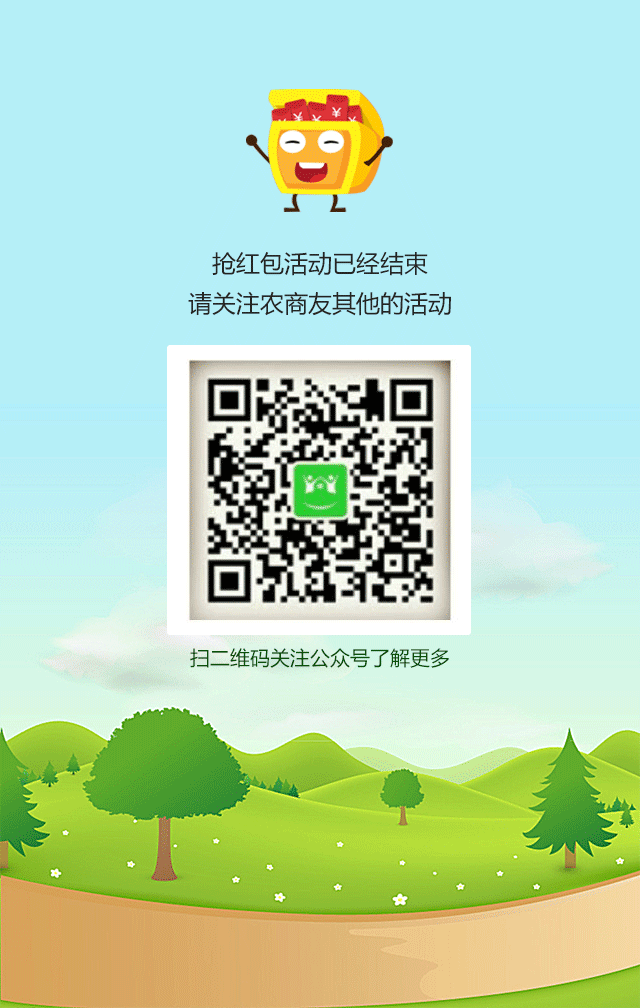 抢红包活动已经结束
请关注农商友其他的活动
扫二维码关注公众号了解更多